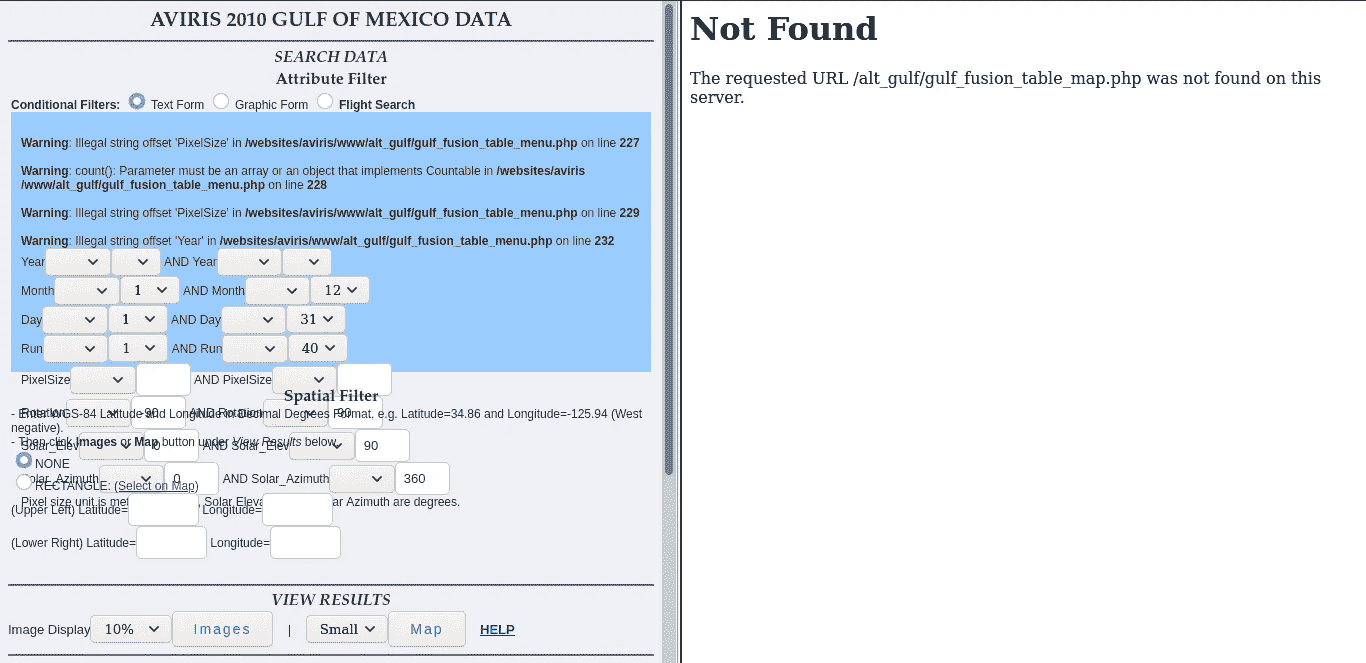 AVIRIS 2010 GULF OF MEXICO DATA
SEARCH DATA
Attribute Filter
Conditional Filters: Text Form Graphic Form Flight Search
Warning: Illegal string offset 'PixelSize' in /websites/aviris/www/alt_gulf/gulf_fusion_table_menu.php on line 227
Warning: count(): Parameter must be an array or an object that implements Countable in /websites/aviris
/www/alt_gulf/gulf_fusion_table_menu.php on line 228
Warning: Illegal string offset 'PixelSize' in /websites/aviris/www/alt_gulf/gulf_fusion_table_menu.php on line 229
Warning: Illegal string offset 'Year' in /websites/aviris/www/alt_gulf/gulf_fusion_table_menu.php on line 232
Year AND Year
Month 1 AND Month 12
Day 1 AND Day 31
Run 1 AND Run 40
PixelSize AND PixelSize
Spatial Filter
Rotation -90 AND Rotation 90
- Enter WGS-84 Latitude and Longitude in Decimal Degrees Format, e.g. Latitude=34.86 and Longitude=-125.94 (West
negative).
- Then click Images or Map button under View Results below.
Solar_Elev 0 AND Solar_Elev 90
NONE
Solar_Azimuth 0 AND Solar_Azimuth 360
RECTANGLE: (Select on Map)
Pixel size unit is , Solar Azimuth are degrees.
(Upper Left) Latitude= Longitude=
(Lower Right) Latitude= Longitude=
VIEW RESULTS
Image Display 10% Images | Small Map HELP
Not Found
The requested URL /alt_gulf/gulf_fusion_table_map.php was not found on this
server.